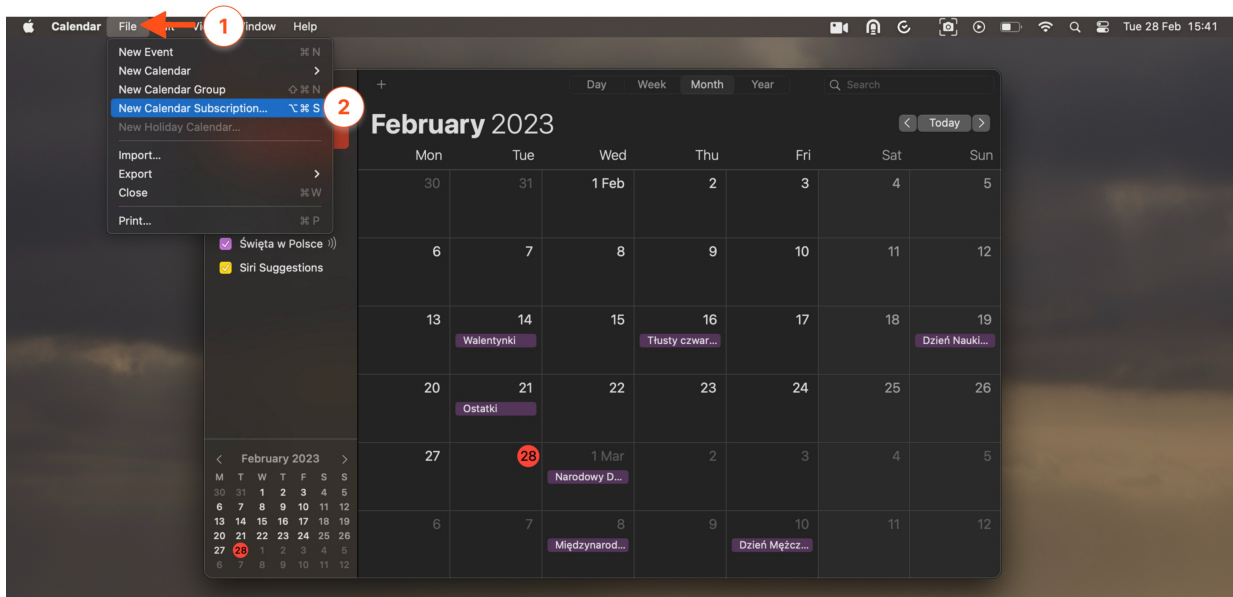 Calendar File Window Help Tue 28 Feb 15:41
1
New Event ⌘ N
New Calendar >
New Calendar Group ⇧ ⌘ N
New Calendar Subscription... ⌥ ⌘ S
2
New Holiday Calendar...
Import...
Export >
Close ⌘ W
Print... ⌘ P
Święta w Polsce
Siri Suggestions
+ Day Week Month Year Search
February 2023
< Today >
Mon Tue Wed Thu Fri Sat Sun
30 31 1 Feb 2 3 4 5
6 7 8 9 10 11 12
13 14 15 16 17 18 19
Walentynki Tłusty czwar... Dzień Nauki...
20 21 22 23 24 25 26
Ostatki
27 28 1 Mar 2 3 4 5
Narodowy D...
6 7 8 9 10 11 12
Międzynarod... Dzień Mężcz...
< February 2023 >
M T W T F S S
30 31 1 2 3 4 5
6 7 8 9 10 11 12
13 14 15 16 17 18 19
20 21 22 23 24 25 26
27 28 1 2 3 4 5
6 7 8 9 10 11 12